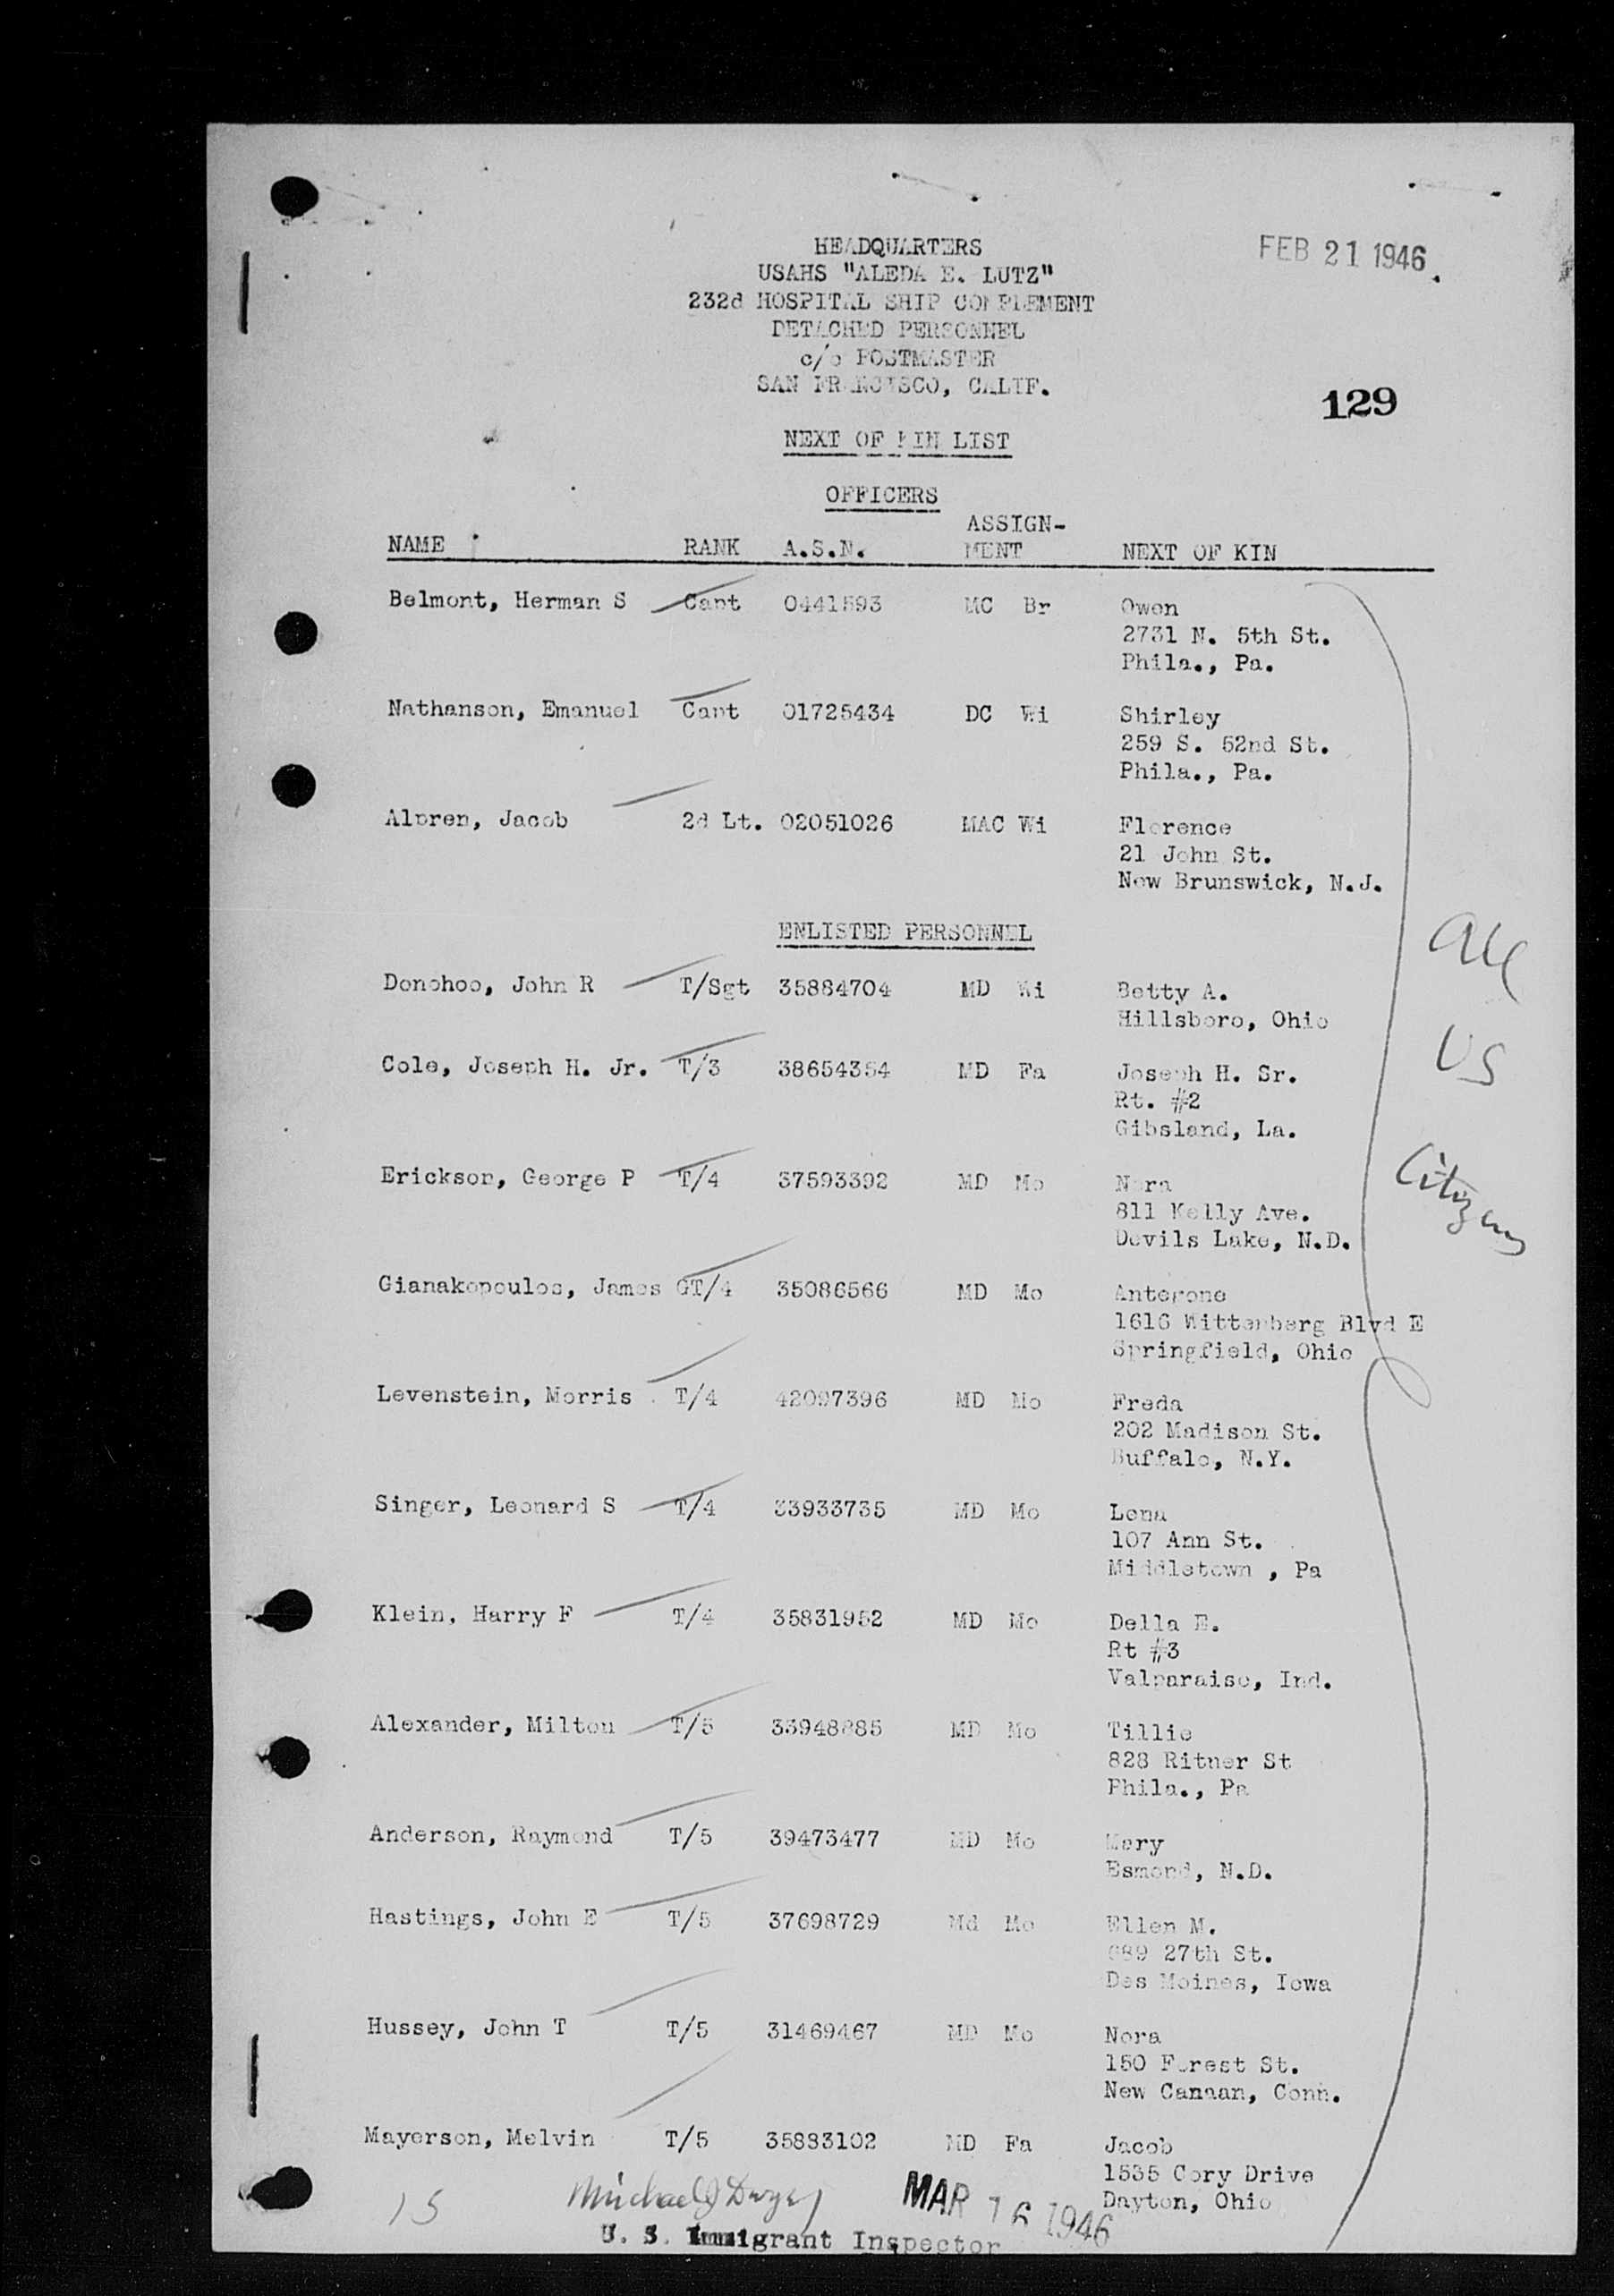 HEADQUARTERS
FEB 21 1946
USAHS "ALEDA E. LUTZ"
232d HOSPITAL SHIP COMPLEMENT
DETACHED PERSONNEL
c/o POSTMASTER
SAN FRANCISCO, CALIF.
129
NEXT OF KIN LIST
OFFICERS
NAME RANK A.S.N. ASSIGN-
MENT NEXT OF KIN
Belmont, Herman S Capt 0441593 MC Br Owen
2731 N. 5th St.
Phila., Pa.
Nathanson, Emanuel Capt 01725434 DC Wi Shirley
259 S. 52nd St.
Phila., Pa.
Alpren, Jacob 2d Lt. 02051026 MAC Wi Florence
21 John St.
New Brunswick, N.J.
ENLISTED PERSONNEL
Donohoo, John R T/Sgt 35884704 MD Wi Betty A.
Hillsboro, Ohio
Cole, Joseph H. Jr. T/3 38654354 MD Fa Joseph H. Sr.
Rt. #2
Gibsland, La.
Erickson, George P T/4 37593392 MD Mo Nora
811 Kelly Ave.
Devils Lake, N.D.
Gianakopoulos, James G T/4 35086566 MD Mo Antegone
1616 Wittenberg Blvd E
Springfield, Ohio
Levenstein, Morris T/4 42097396 MD Mo Freda
202 Madison St.
Buffalo, N.Y.
Singer, Leonard S T/4 33933735 MD Mo Lena
107 Ann St.
Middletown , Pa
Klein, Harry F T/4 35831952 MD Mo Della E.
Rt #3
Valparaiso, Ind.
Alexander, Milton T/5 33948885 MD Mo Tillie
828 Ritner St
Phila., Pa
Anderson, Raymond T/5 39473477 MD Mo Mary
Esmond, N.D.
Hastings, John E T/5 37698729 Md Mo Ellen M.
689 27th St.
Des Moines, Iowa
Hussey, John T T/5 31469467 MD Mo Nora
150 Forest St.
New Canaan, Conn.
Mayerson, Melvin T/5 35883102 MD Fa Jacob
1535 Cory Drive
Dayton, Ohio
All
US
Citizens
15
Michael J Dwyer
MAR 16 1946
U. S. Immigrant Inspector